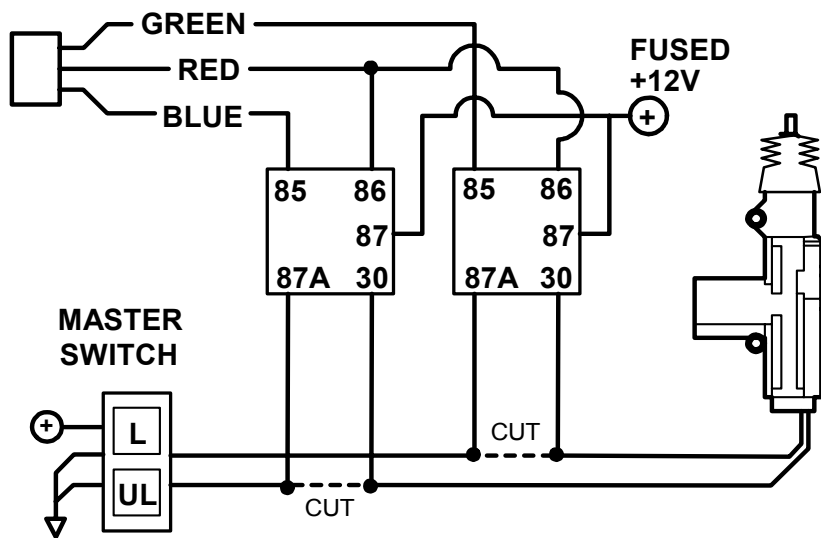 GREEN
RED
BLUE
FUSED
+12V
+
85 86
87
87A 30
85 86
87
87A 30
MASTER
SWITCH
+
L
UL
CUT
CUT